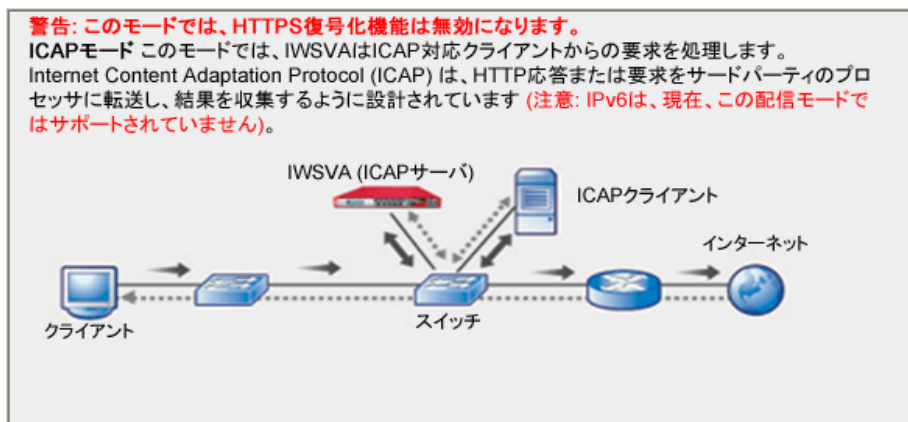 警告: このモードでは、HTTPS復号化機能は無効になります。
ICAPモード このモードでは、IWSVAはICAP対応クライアントからの要求を処理します。
Internet Content Adaptation Protocol (ICAP) は、HTTP応答または要求をサードパーティのプロ
セッサに転送し、結果を収集するように設計されています (注意: IPv6は、現在、この配信モードで
はサポートされていません)。
IWSVA (ICAPサーバ)
ICAPクライアント
インターネット
スイッチ
クライアント